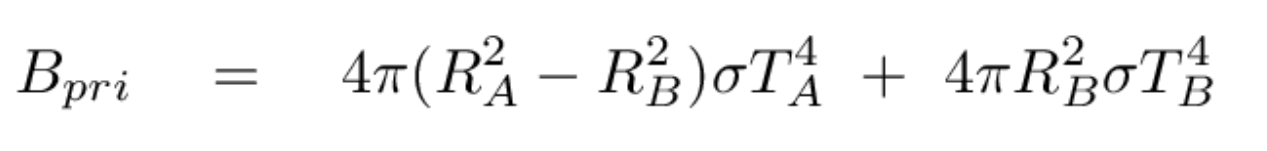 B_{pri} = 4π(R_A^2 − R_B^2)σT_A^4 + 4πR_B^2σT_B^4